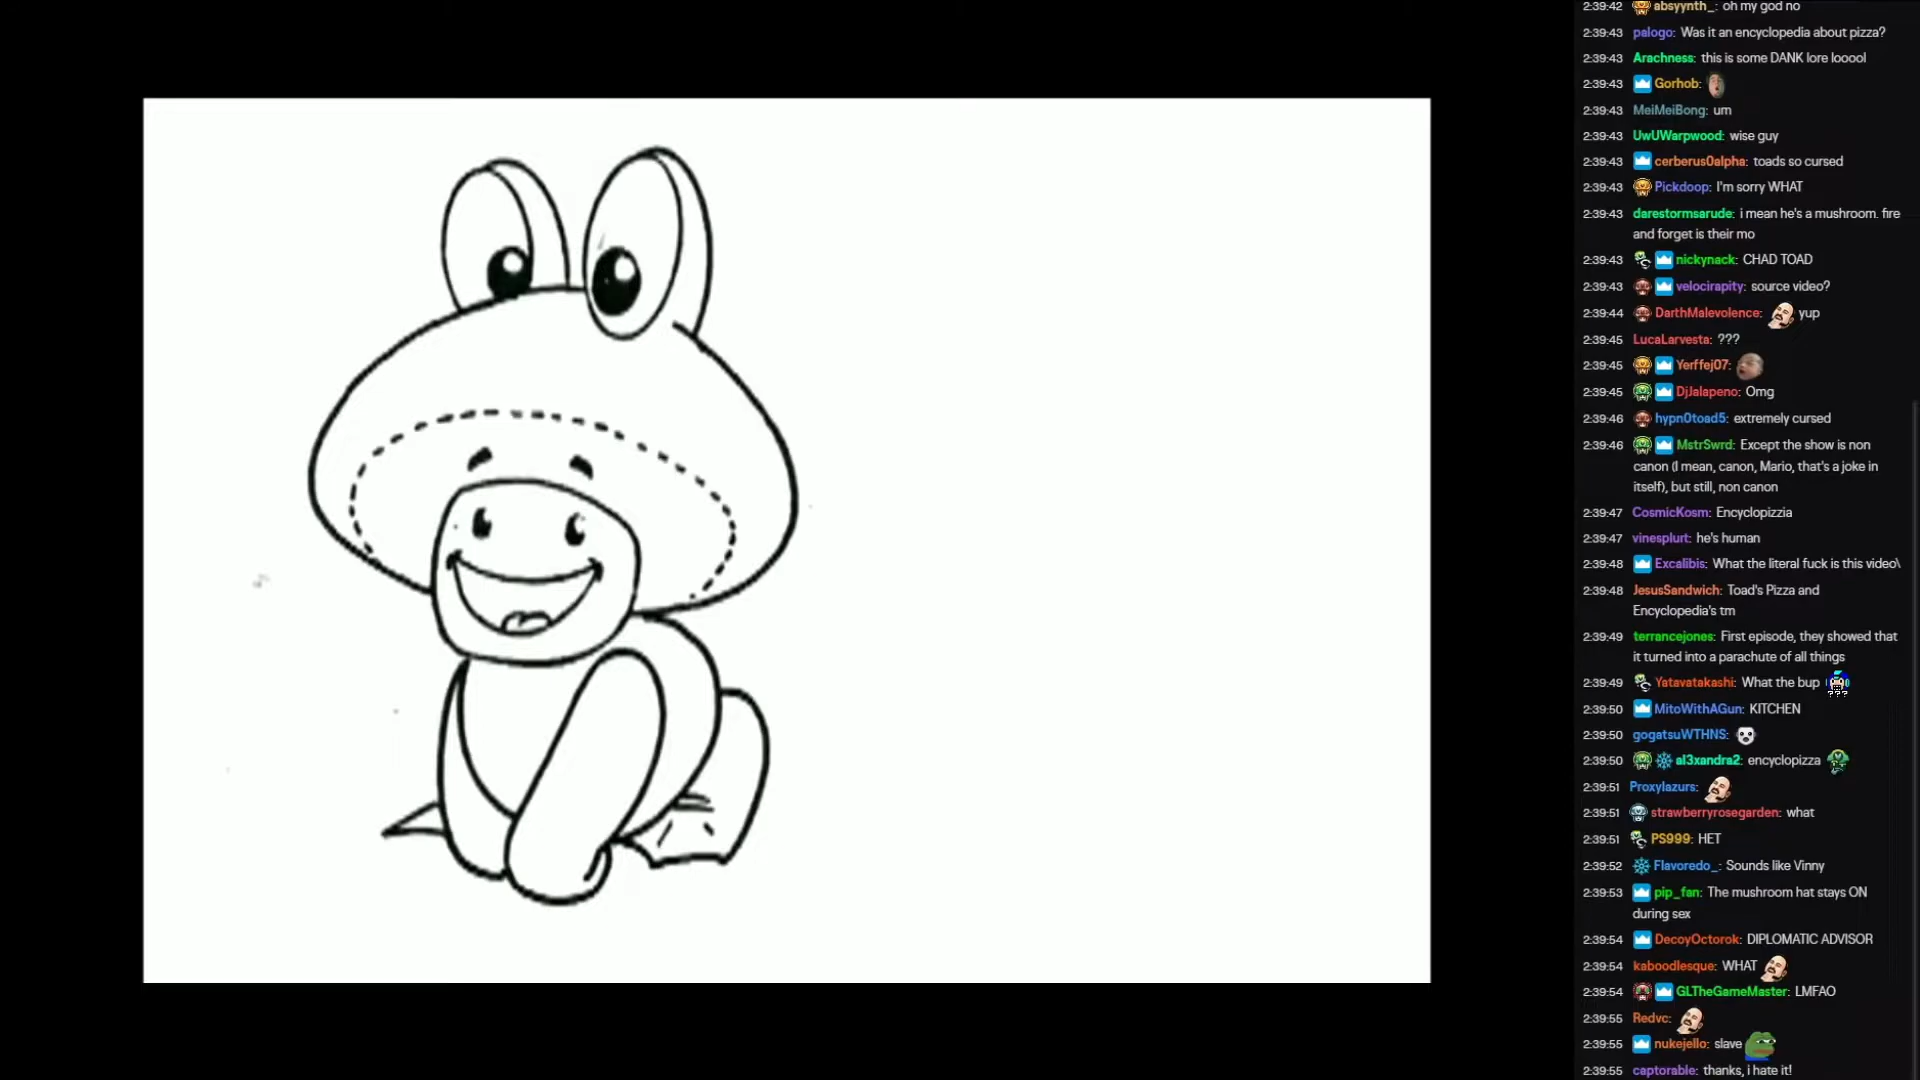 2:39:42 absyynth_: oh my god no
2:39:43 palogo: Was it an encyclopedia about pizza?
2:39:43 Arachness: this is some DANK lore loool
2:39:43 Gorhob:
2:39:43 MeiMeiBong: um
2:39:43 UwUWarpwood: wise guy
2:39:43 cerberus0alpha: toads so cursed
2:39:43 Pickdoop: I'm sorry WHAT
2:39:43 darestormsarude: i mean he's a mushroom. fire
and forget is their mo
2:39:43 nickynack: CHAD TOAD
2:39:43 velocirapity: source video?
2:39:44 DarthMalevolence: yup
2:39:45 LucaLarvesta: ???
2:39:45 Yerffej07:
2:39:45 DjJalapeno: Omg
2:39:46 hypn0toad5: extremely cursed
2:39:46 MstrSwrd: Except the show is non
canon (I mean, canon, Mario, that's a joke in
itself), but still, non canon
2:39:47 CosmicKosm: Encyclopizzia
2:39:47 vinesplurt: he's human
2:39:48 Excalibis: What the literal fuck is this video\
2:39:48 JesusSandwich: Toad's Pizza and
Encyclopedia's tm
2:39:49 terrancejones: First episode, they showed that
it turned into a parachute of all things
2:39:49 Yatavatakashi: What the bup
2:39:50 MitoWithAGun: KITCHEN
2:39:50 gogatsuWTHNS:
2:39:50 al3xandra2: encyclopizza
2:39:51 Proxylazurs:
2:39:51 strawberryrosegarden: what
2:39:51 PS999: HET
2:39:52 Flavoredo_: Sounds like Vinny
2:39:53 pip_fan: The mushroom hat stays ON
during sex
2:39:54 DecoyOctorok: DIPLOMATIC ADVISOR
2:39:54 kaboodlesque: WHAT
2:39:54 GLTheGameMaster: LMFAO
2:39:55 Redvc:
2:39:55 nukejello: slave
2:39:55 captorable: thanks, i hate it!